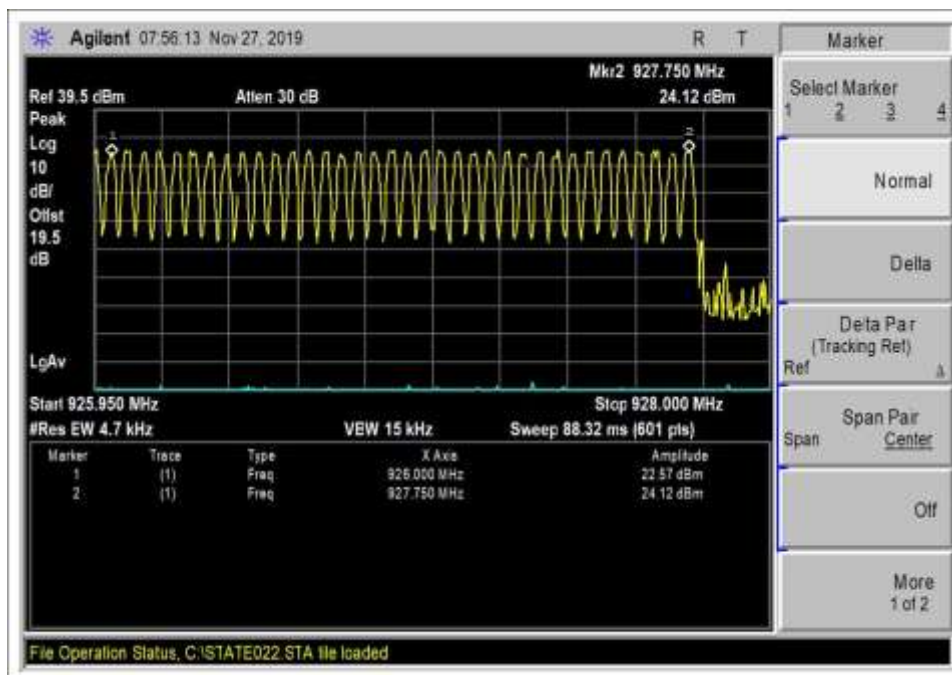 Agilent 07:56:13 Nov 27, 2019 R T
Mkr2 927.750 MHz
Ref 39.5 dBm Atten 30 dB 24.12 dBm
Peak
Log
10
dB/
Offst
19.5
dB
1
2
LgAv
Start 925.950 MHz Stop 928.000 MHz
#Res BW 4.7 kHz VBW 15 kHz Sweep 88.32 ms (601 pts)
Marker Trace Type X Axis Amplitude
1 (1) Freq 926.000 MHz 22.57 dBm
2 (1) Freq 927.750 MHz 24.12 dBm
File Operation Status, C:\STATE022.STA file loaded
Marker
Select Marker
1 2 3 4
Normal
Delta
Delta Pair
(Tracking Ref)
Ref Δ
Span Pair
Span Center
Off
More
1 of 2